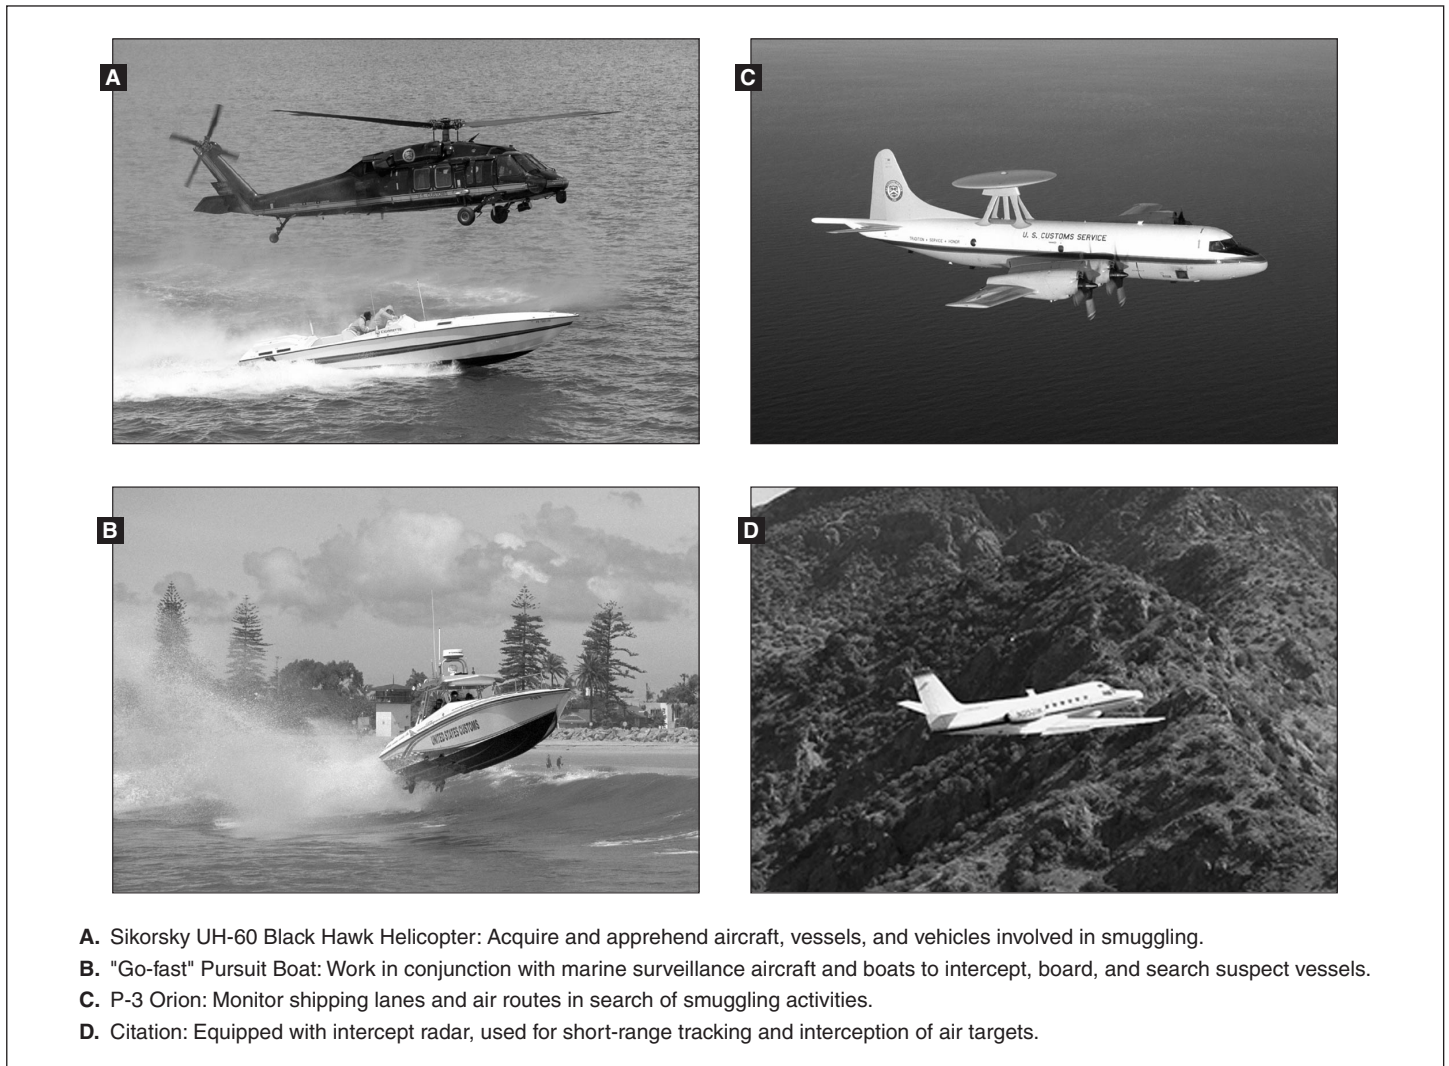 A
C
U. S. CUSTOMS SERVICE
TRADITION ★ SERVICE ★ HONOR
B
D
UNITED STATES CUSTOMS
A. Sikorsky UH-60 Black Hawk Helicopter: Acquire and apprehend aircraft, vessels, and vehicles involved in smuggling.
B. "Go-fast" Pursuit Boat: Work in conjunction with marine surveillance aircraft and boats to intercept, board, and search suspect vessels.
C. P-3 Orion: Monitor shipping lanes and air routes in search of smuggling activities.
D. Citation: Equipped with intercept radar, used for short-range tracking and interception of air targets.